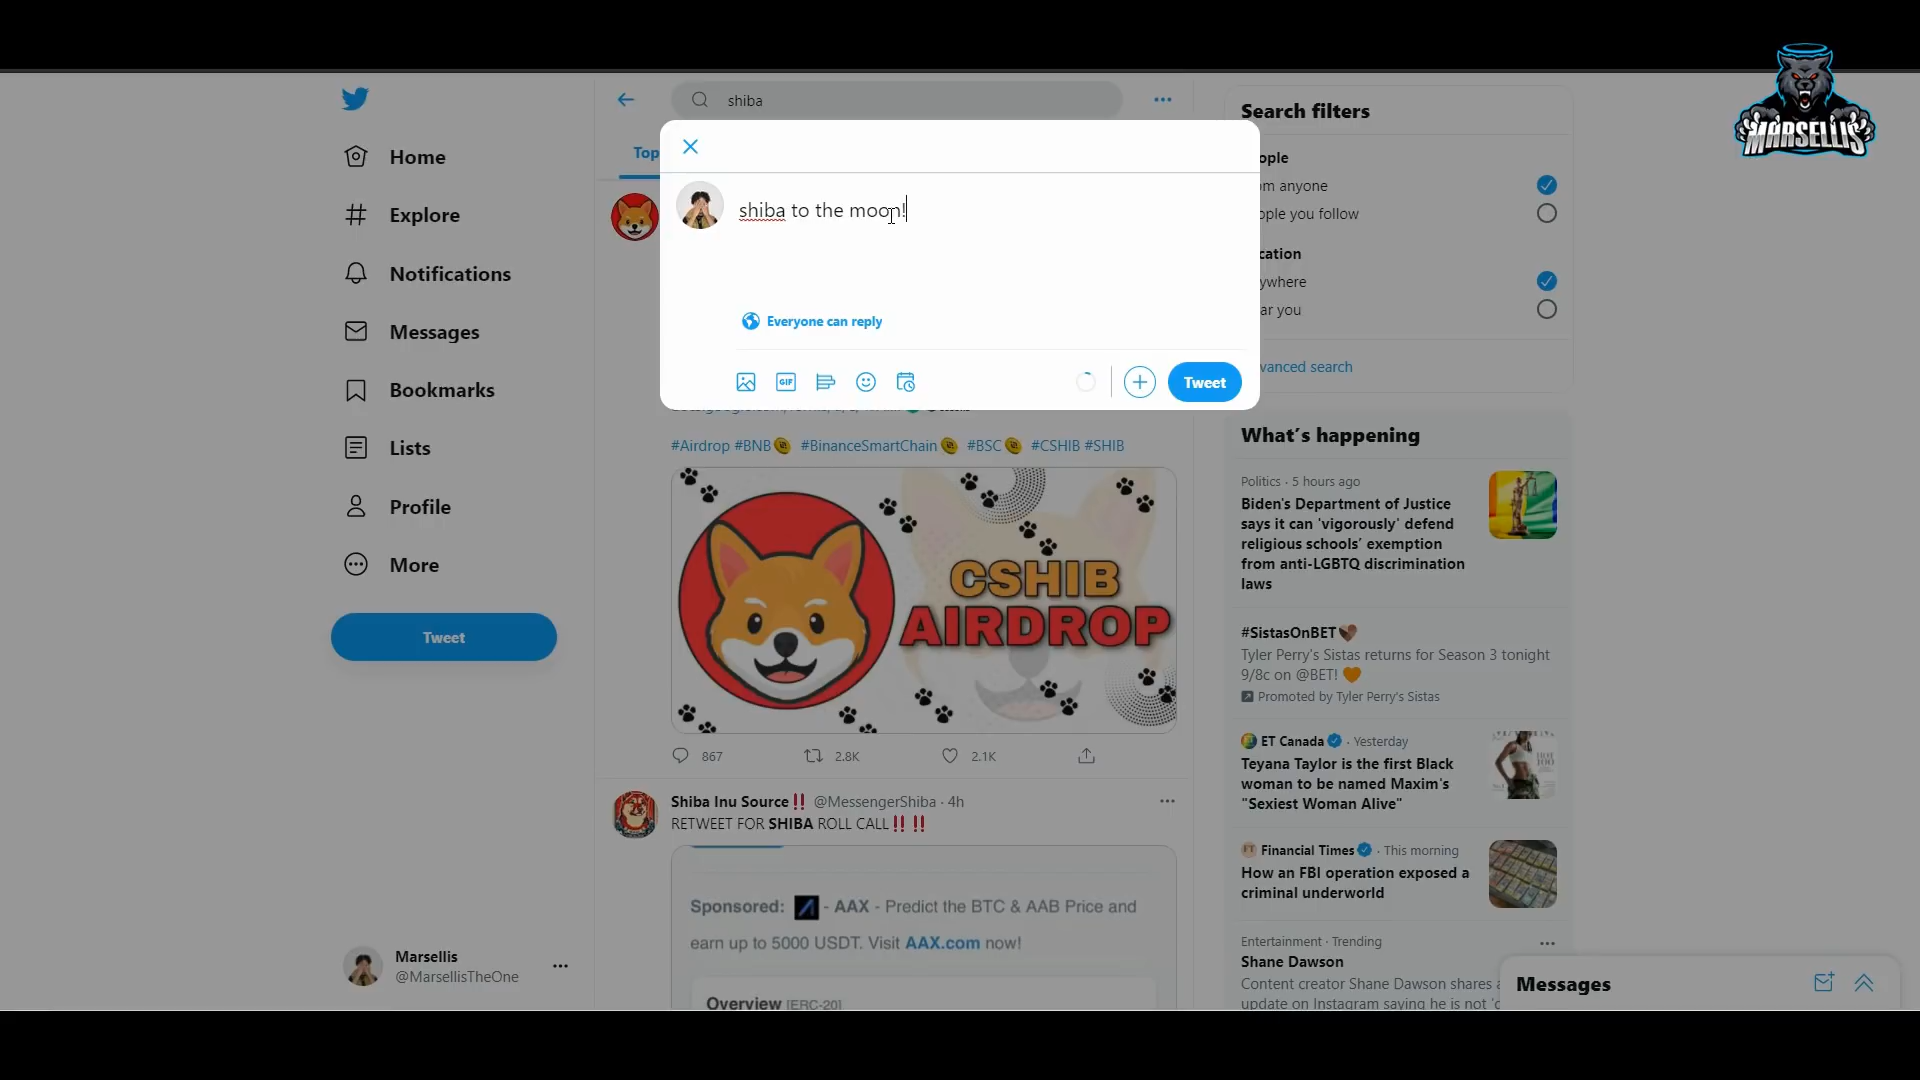 MARSELLIS
shiba
Home
Explore
Notifications
Messages
Bookmarks
Lists
Profile
More
Tweet
Marsellis
@MarsellisTheOne
Top
shiba to the moon!
Everyone can reply
GIF
Tweet
#Airdrop #BNB #BinanceSmartChain #BSC #CSHIB #SHIB
CSHIB
AIRDROP
867
2.8K
2.1K
Shiba Inu Source‼ @MessengerShiba · 4h
RETWEET FOR SHIBA ROLL CALL‼ ‼
Sponsored: - AAX - Predict the BTC & AAB Price and
earn up to 5000 USDT. Visit AAX.com now!
Overview [ERC-20]
Search filters
ople
m anyone
ople you follow
cation
ywhere
ar you
vanced search
What's happening
Politics · 5 hours ago
Biden's Department of Justice
says it can 'vigorously' defend
religious schools' exemption
from anti-LGBTQ discrimination
laws
#SistasOnBET
Tyler Perry's Sistas returns for Season 3 tonight
9/8c on @BET! 🧡
Promoted by Tyler Perry's Sistas
ET Canada · Yesterday
Teyana Taylor is the first Black
woman to be named Maxim's
"Sexiest Woman Alive"
Financial Times · This morning
How an FBI operation exposed a
criminal underworld
Entertainment · Trending
Shane Dawson
Content creator Shane Dawson shares a
update on Instagram saying he is not 'c
Messages